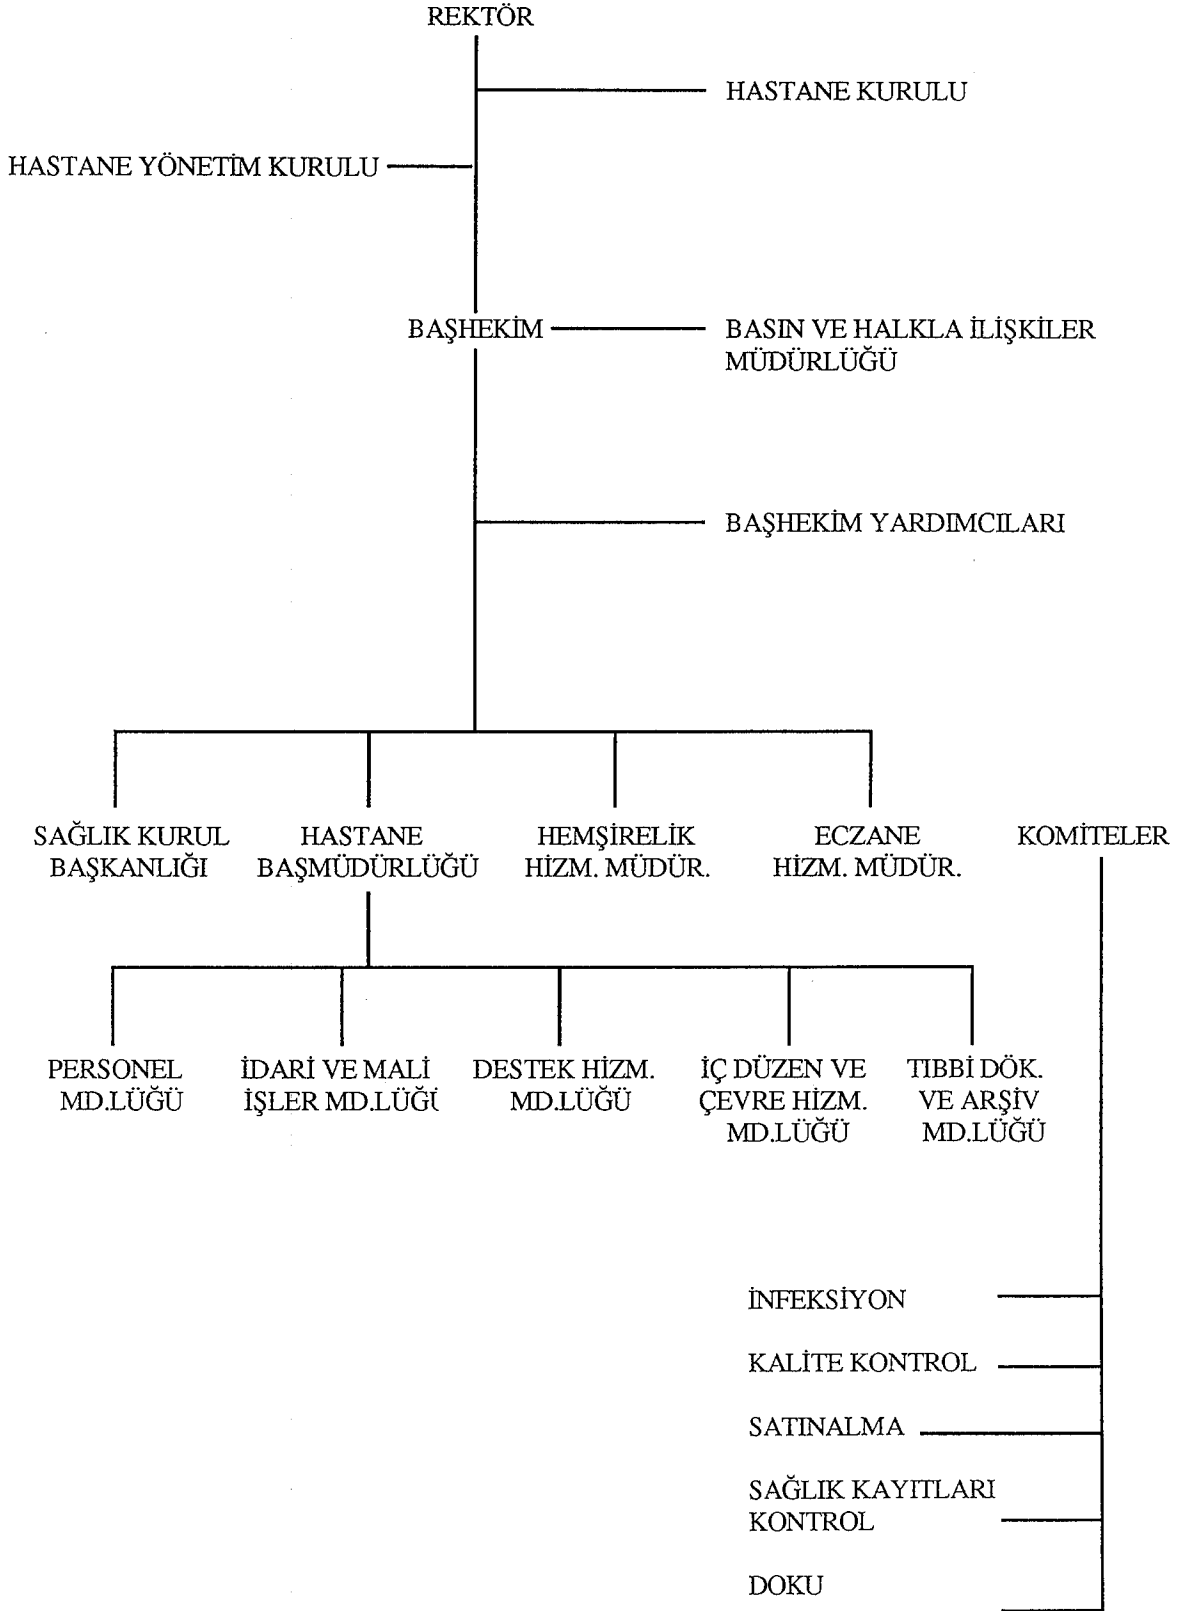 REKTÖR
HASTANE KURULU
HASTANE YÖNETİM KURULU
BAŞHEKİM
BASIN VE HALKLA İLİŞKİLER
MÜDÜRLÜĞÜ
BAŞHEKİM YARDIMCILARI
SAĞLIK KURUL
BAŞKANLIĞI
HASTANE
BAŞMÜDÜRLÜĞÜ
HEMŞİRELİK
HİZM. MÜDÜR.
ECZANE
HİZM. MÜDÜR.
KOMİTELER
PERSONEL
MD.LÜĞÜ
İDARİ VE MALİ
İŞLER MD.LÜĞÜ
DESTEK HİZM.
MD.LÜĞÜ
İÇ DÜZEN VE
ÇEVRE HİZM.
MD.LÜĞÜ
TIBBİ DÖK.
VE ARŞİV
MD.LÜĞÜ
İNFEKSİYON
KALİTE KONTROL
SATINALMA
SAĞLIK KAYITLARI
KONTROL
DOKU